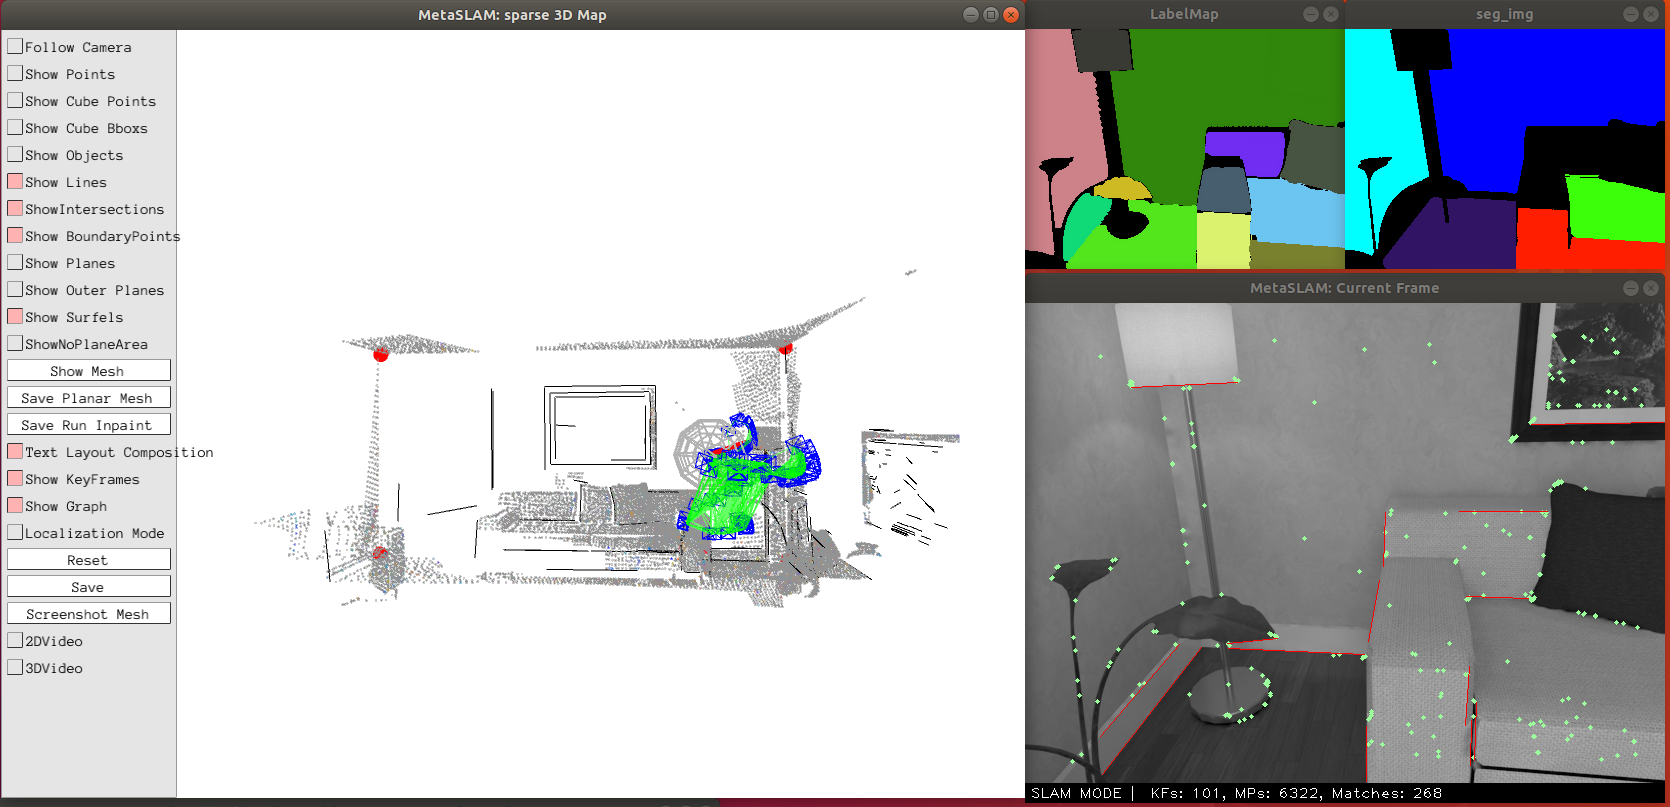 MetaSLAM: sparse 3D Map
Follow Camera
Show Points
Show Cube Points
Show Cube Bboxs
Show Objects
Show Lines
ShowIntersections
Show BoundaryPoints
Show Planes
Show Outer Planes
Show Surfels
ShowNoPlaneArea
Show Mesh
Save Planar Mesh
Save Run Inpaint
Text Layout Composition
Show KeyFrames
Show Graph
Localization Mode
Reset
Save
Screenshot Mesh
2DVideo
3DVideo
LabelMap
seg_img
MetaSLAM: Current Frame
SLAM MODE | KFs: 101, MPs: 6322, Matches: 268